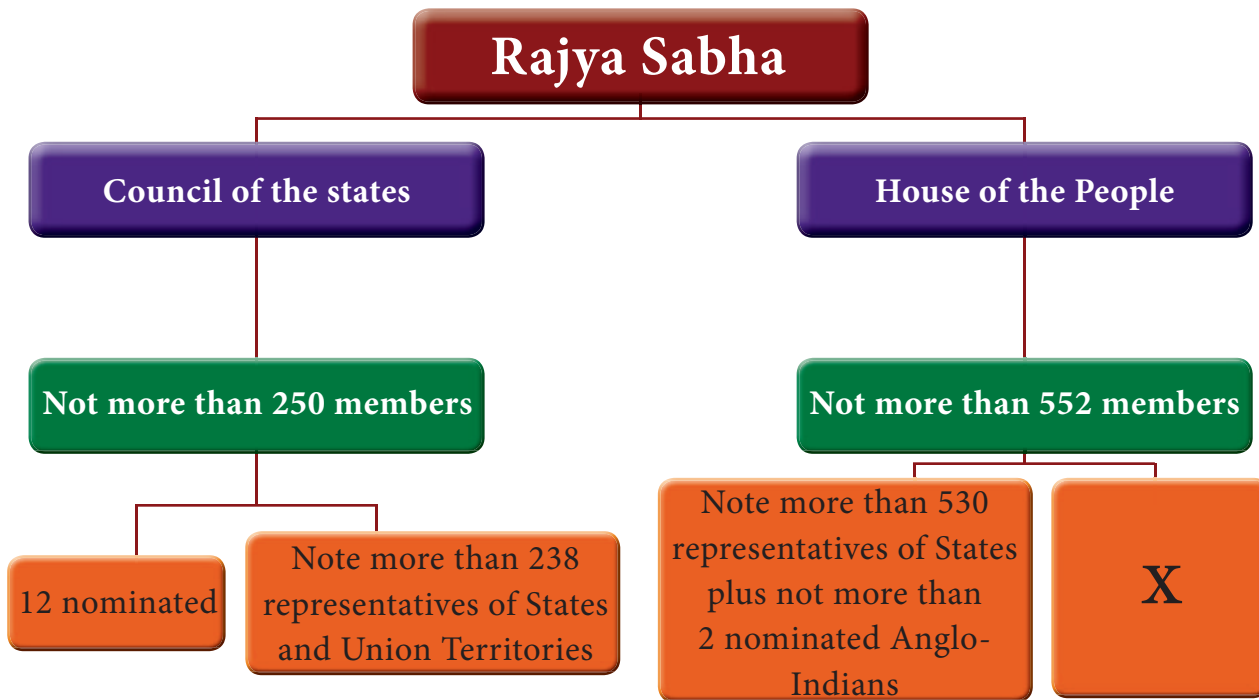 Rajya Sabha
Council of the states
House of the People
Not more than 250 members
Not more than 552 members
12 nominated
Note more than 238
representatives of States
and Union Territories
Note more than 530
representatives of States
plus not more than
2 nominated Anglo-
Indians
X